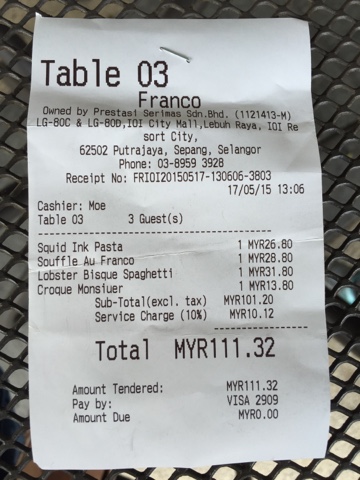 Table 03
Franco
Owned by Prestasi Serimas Sdn.Bhd. (1121413-M)
LG-80C & LG-80D,IOI City Mall,Lebuh Raya, IOI Re
sort City,
62502 Putrajaya, Sepang, Selangor
Phone: 03-8959 3928
Receipt No: FRIOI20150517-130606-3803
17/05/15 13:06
Cashier: Moe
Table 03 3 Guest(s)
Squid Ink Pasta 1 MYR26.80
Souffle Au Franco 1 MYR28.80
Lobster Bisque Spaghetti 1 MYR31.80
Croque Monsiuer 1 MYR13.80
Sub-Total(excl. tax) MYR101.20
Service Charge (10%) MYR10.12
Total MYR111.32
Amount Tendered: MYR111.32
Pay by: VISA 2909
Amount Due MYR0.00